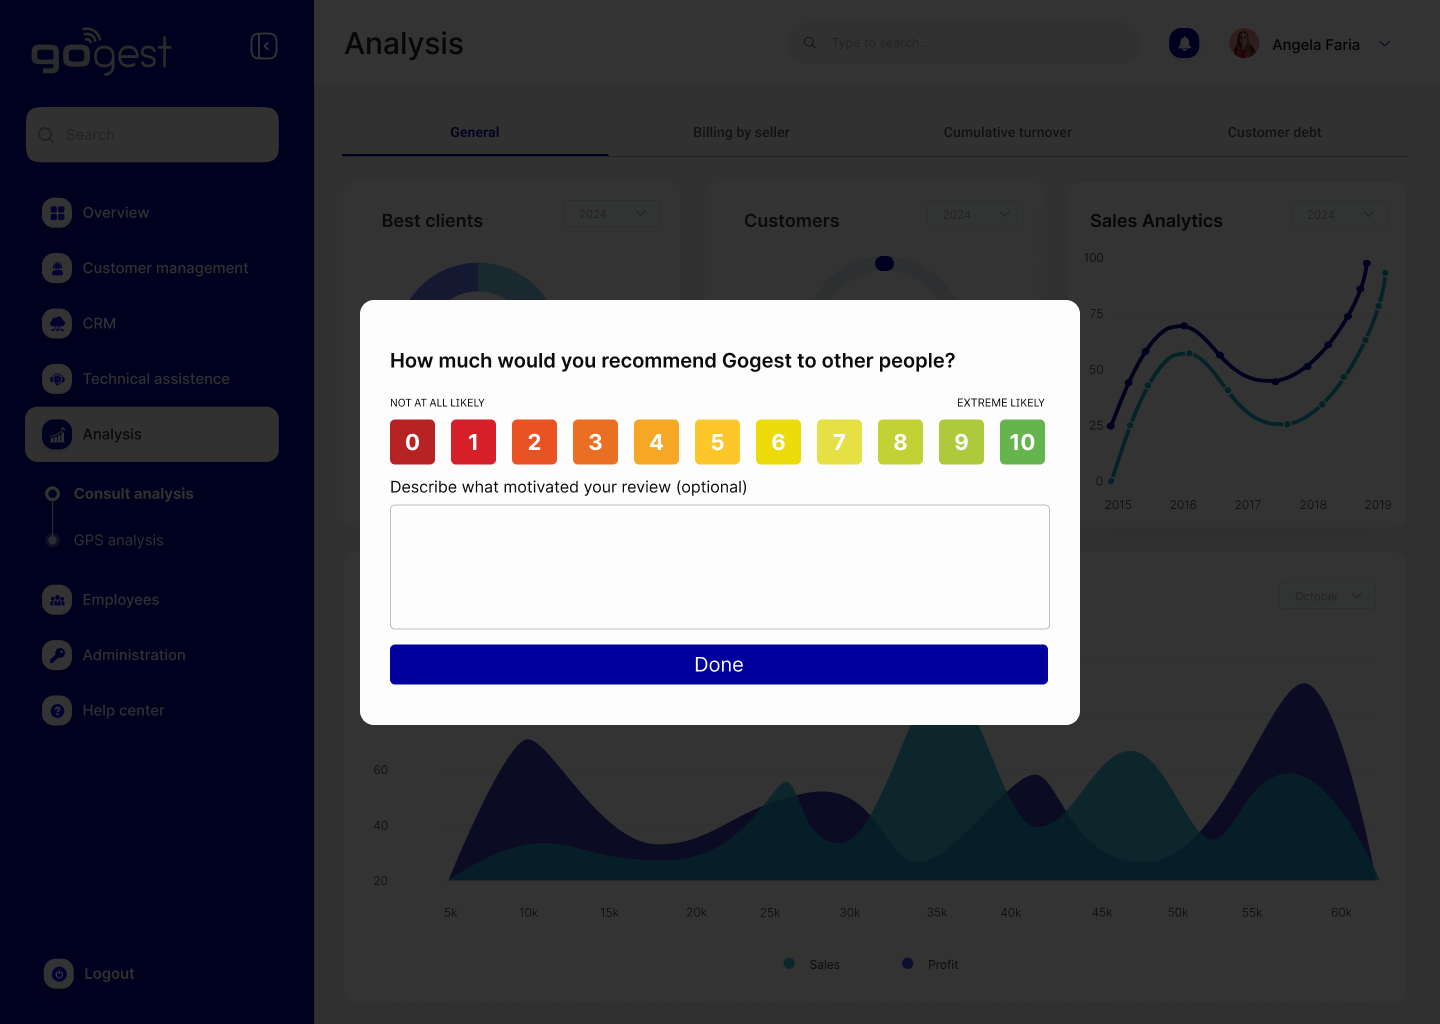 gogest
Search
Overview
Customer management
CRM
Technical assistence
Analysis
Consult analysis
GPS analysis
Employees
Administration
Help center
Logout
Analysis
Type to search...
Angela Faria
General
Billing by seller
Cumulative turnover
Customer debt
Best clients
2024
Customers
2024
Sales Analytics
2024
100
75
50
25
0
2015 2016 2017 2018 2019
How much would you recommend Gogest to other people?
NOT AT ALL LIKELY
EXTREME LIKELY
0 1 2 3 4 5 6 7 8 9 10
Describe what motivated your review (optional)
Done
October
60
40
20
5k 10k 15k 20k 25k 30k 35k 40k 45k 50k 55k 60k
Sales
Profit